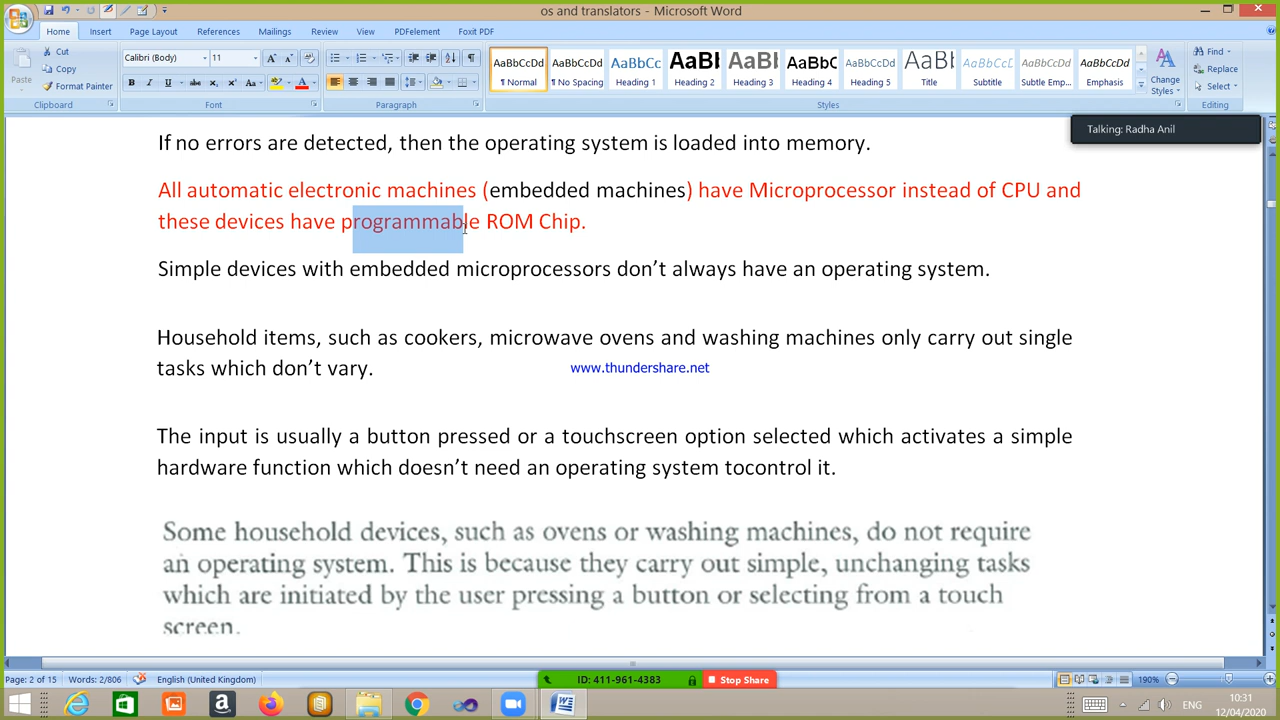 os and translators - Microsoft Word
Home Insert Page Layout References Mailings Review View PDFelement Foxit PDF
Paste Cut Copy Format Painter Clipboard
Calibri (Body) 11 Font
Paragraph
AaBbCcDd ¶ Normal
AaBbCcDd ¶ No Spacing
AaBbCc Heading 1
AaBb Heading 2
AaBbC Heading 3
AaBbC Heading 4
AaBbCcDd Heading 5
AaBb Title
AaBbCcD Subtitle
AaBbCcDd Subtle Emp...
AaBbCcDd Emphasis
Change Styles Styles
Find Replace Select Editing
Talking: Radha Anil
If no errors are detected, then the operating system is loaded into memory.
All automatic electronic machines (embedded machines) have Microprocessor instead of CPU and
these devices have programmable ROM Chip.
Simple devices with embedded microprocessors don’t always have an operating system.
Household items, such as cookers, microwave ovens and washing machines only carry out single
tasks which don’t vary.
www.thundershare.net
The input is usually a button pressed or a touchscreen option selected which activates a simple
hardware function which doesn’t need an operating system tocontrol it.
Some household devices, such as ovens or washing machines, do not require
an operating system. This is because they carry out simple, unchanging tasks
which are initiated by the user pressing a button or selecting from a touch
screen.
Page: 2 of 15 Words: 2/806 English (United Kingdom) ID: 411-961-4383 Stop Share 190%
ENG 10:31
12/04/2020